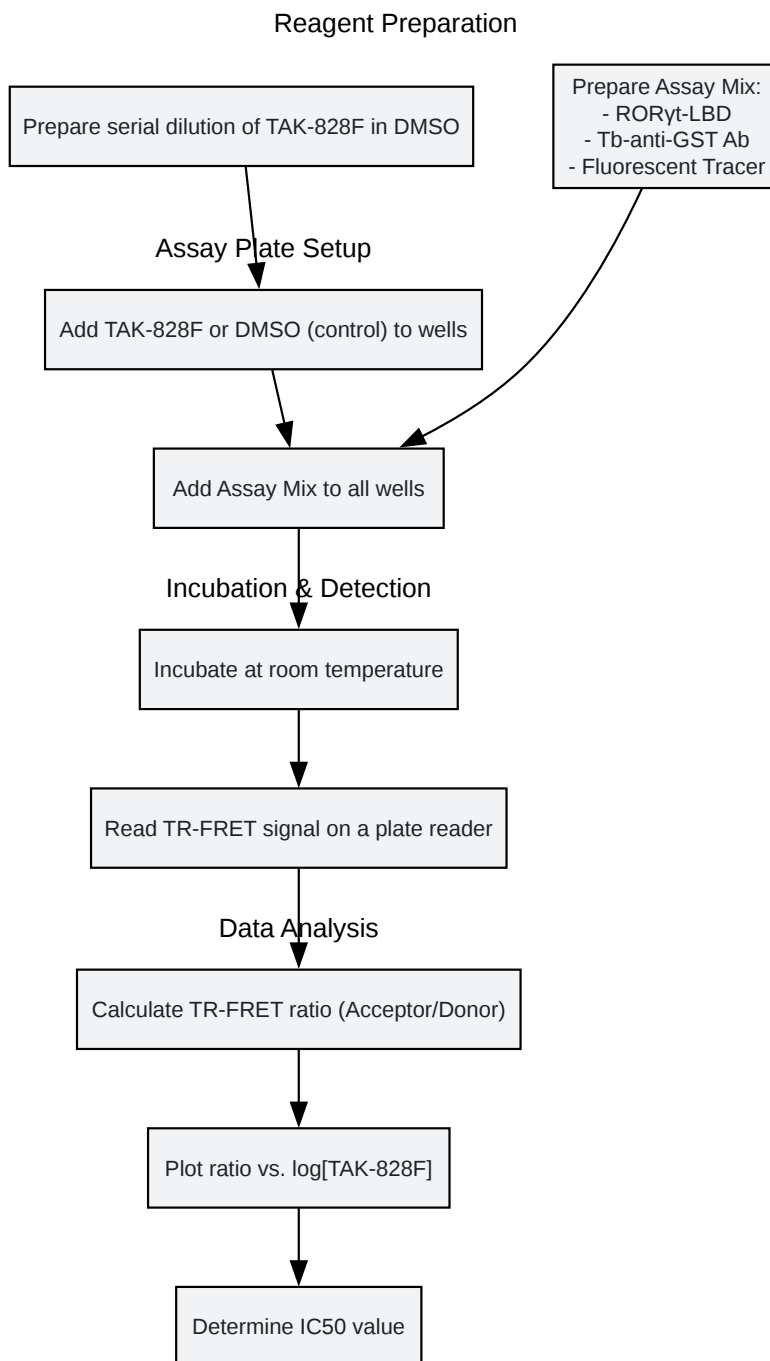 Reagent Preparation
Prepare serial dilution of TAK-828F in DMSO
Prepare Assay Mix:
- RORγt-LBD
- Tb-anti-GST Ab
- Fluorescent Tracer
Assay Plate Setup
Add TAK-828F or DMSO (control) to wells
Add Assay Mix to all wells
Incubation & Detection
Incubate at room temperature
Read TR-FRET signal on a plate reader
Data Analysis
Calculate TR-FRET ratio (Acceptor/Donor)
Plot ratio vs. log[TAK-828F]
Determine IC50 value